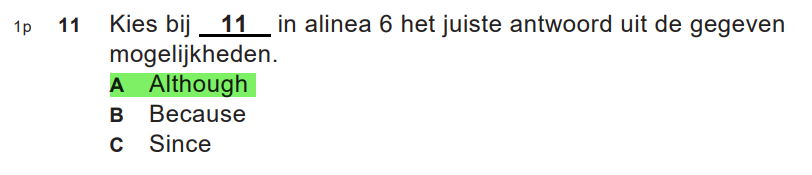 1p 11 Kies bij 11 in alinea 6 het juiste antwoord uit de gegeven
mogelijkheden.
A Although
B Because
C Since